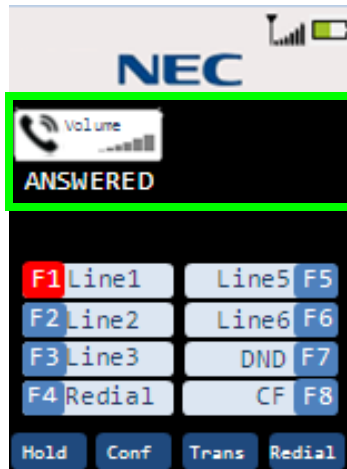 NEC
Volume
ANSWERED
F1 Line1 Line5 F5
F2 Line2 Line6 F6
F3 Line3 DND F7
F4 Redial CF F8
Hold Conf Trans Redial